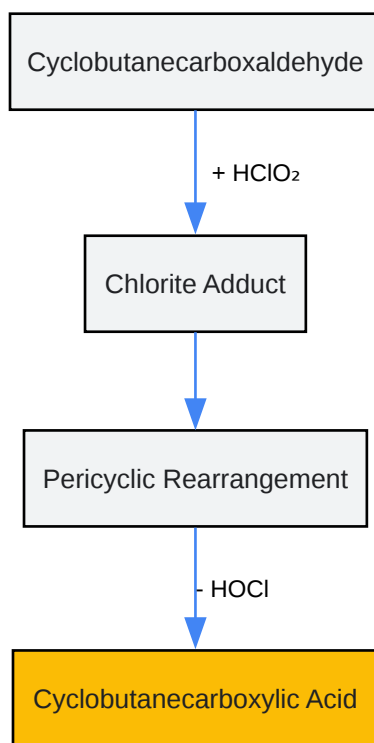 Cyclobutanecarboxaldehyde
+ HClO₂
Chlorite Adduct
Pericyclic Rearrangement
- HOCl
Cyclobutanecarboxylic Acid